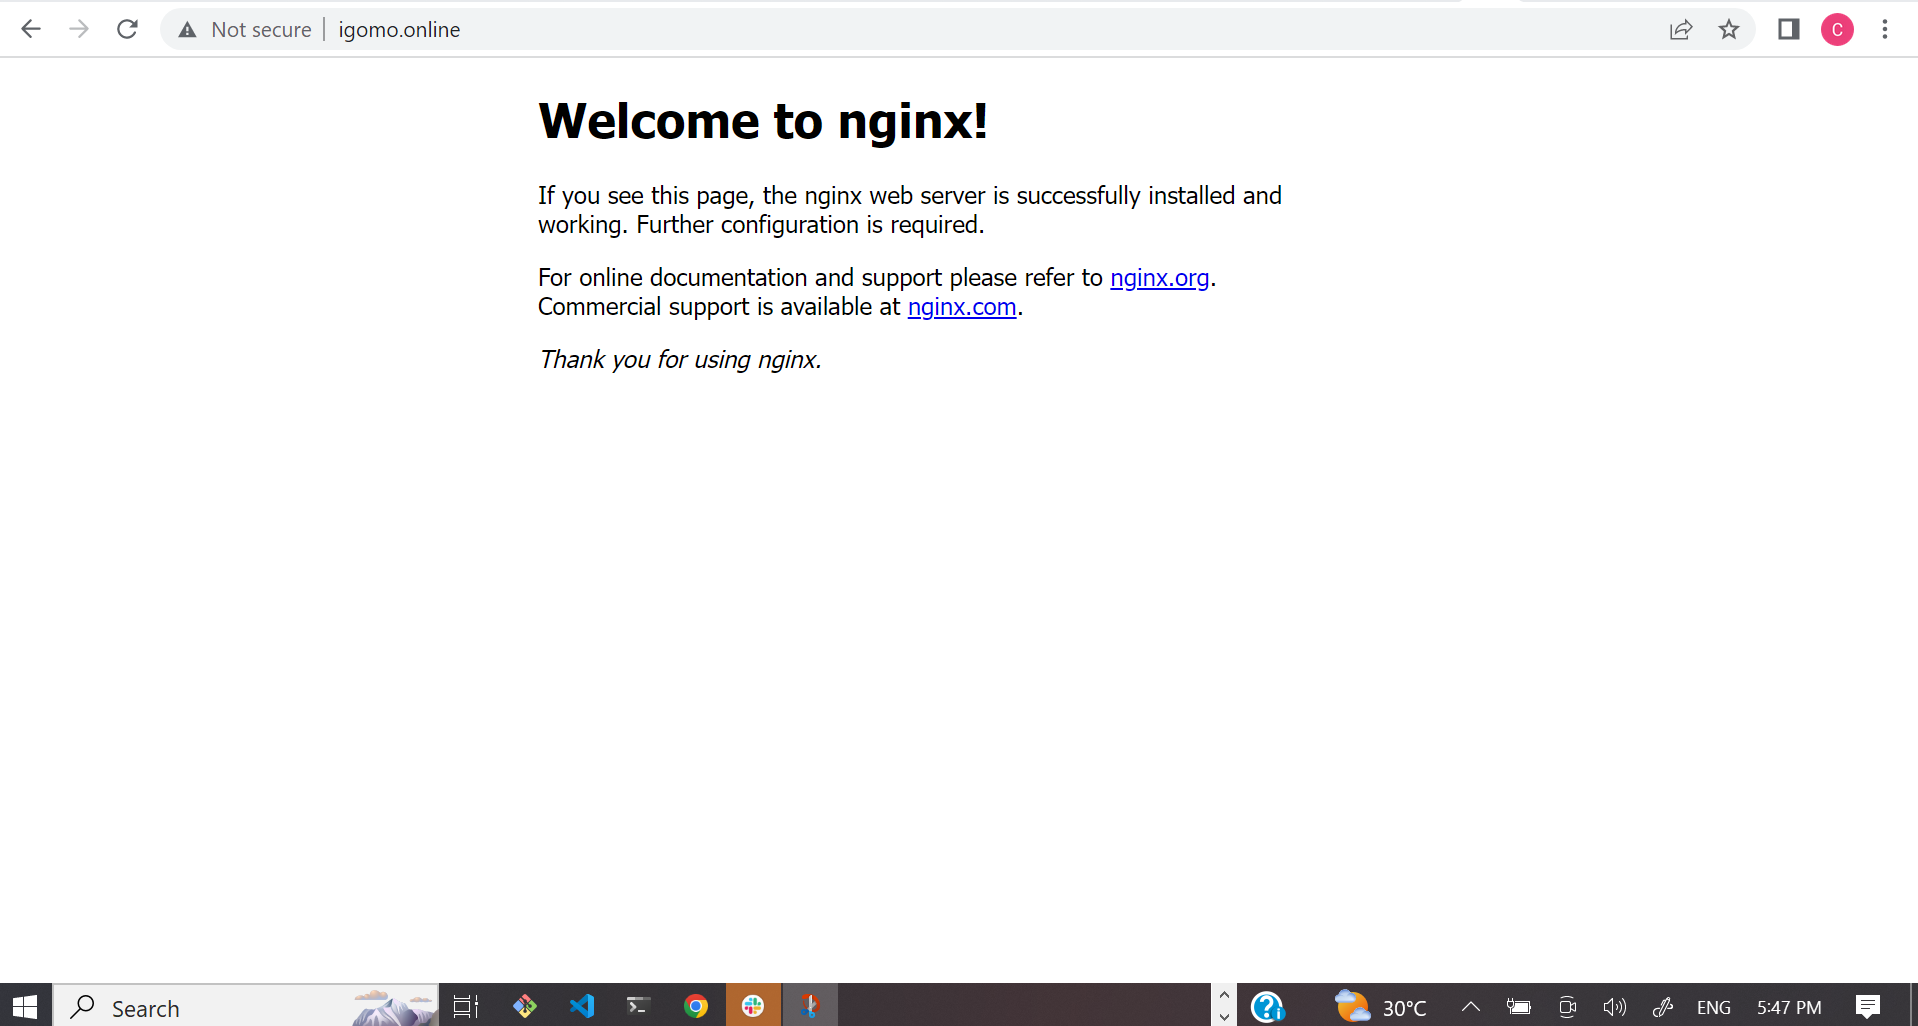 Not secure | igomo.online
C
Welcome to nginx!
If you see this page, the nginx web server is successfully installed and
working. Further configuration is required.
For online documentation and support please refer to nginx.org.
Commercial support is available at nginx.com.
Thank you for using nginx.
Search
30°C
ENG
5:47 PM